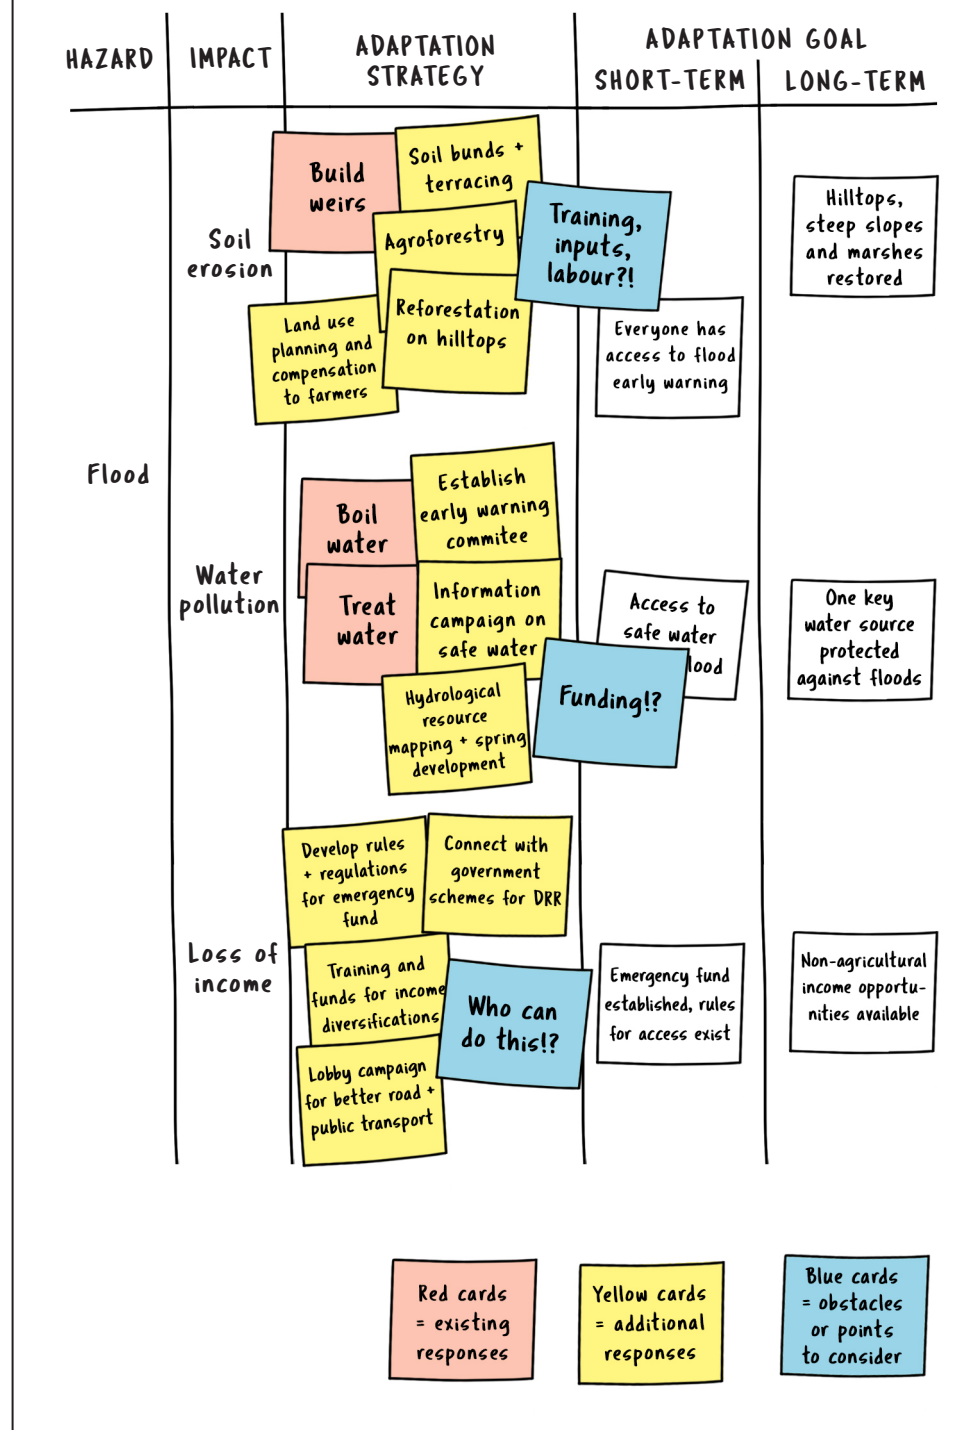 HAZARD
IMPACT
ADAPTATION
STRATEGY
ADAPTATION GOAL
SHORT-TERM
LONG-TERM
Flood
Soil
erosion
Build
weirs
Soil bunds +
terracing
Agroforestry
Reforestation
on hilltops
Land use
planning and
compensation
to farmers
Training,
inputs,
labour?!
Everyone has
access to flood
early warning
Hilltops,
steep slopes
and marshes
restored
Water
pollution
Boil
water
Treat
water
Establish
early warning
commitee
Information
campaign on
safe water
Hydrological
resource
mapping + spring
development
Funding!?
Access to
safe water
lood
One key
water source
protected
against floods
Loss of
income
Develop rules
+ regulations
for emergency
fund
Connect with
government
schemes for DRR
Training and
funds for income
diversifications
Lobby campaign
for better road +
public transport
Who can
do this!?
Emergency fund
established, rules
for access exist
Non-agricultural
income opportu-
nities available
Red cards
= existing
responses
Yellow cards
= additional
responses
Blue cards
= obstacles
or points
to consider